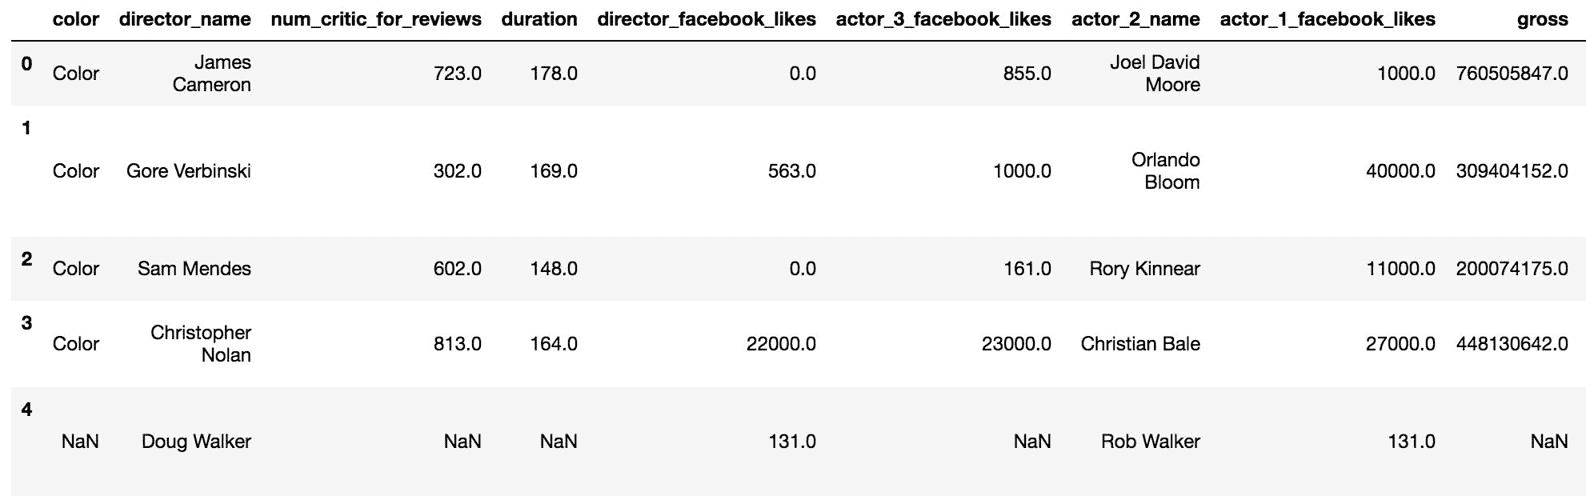 color director_name num_critic_for_reviews duration director_facebook_likes actor_3_facebook_likes actor_2_name actor_1_facebook_likes gross
0 Color James Cameron 723.0 178.0 0.0 855.0 Joel David Moore 1000.0 760505847.0
1 Color Gore Verbinski 302.0 169.0 563.0 1000.0 Orlando Bloom 40000.0 309404152.0
2 Color Sam Mendes 602.0 148.0 0.0 161.0 Rory Kinnear 11000.0 200074175.0
3 Color Christopher Nolan 813.0 164.0 22000.0 23000.0 Christian Bale 27000.0 448130642.0
4 NaN Doug Walker NaN NaN 131.0 NaN Rob Walker 131.0 NaN